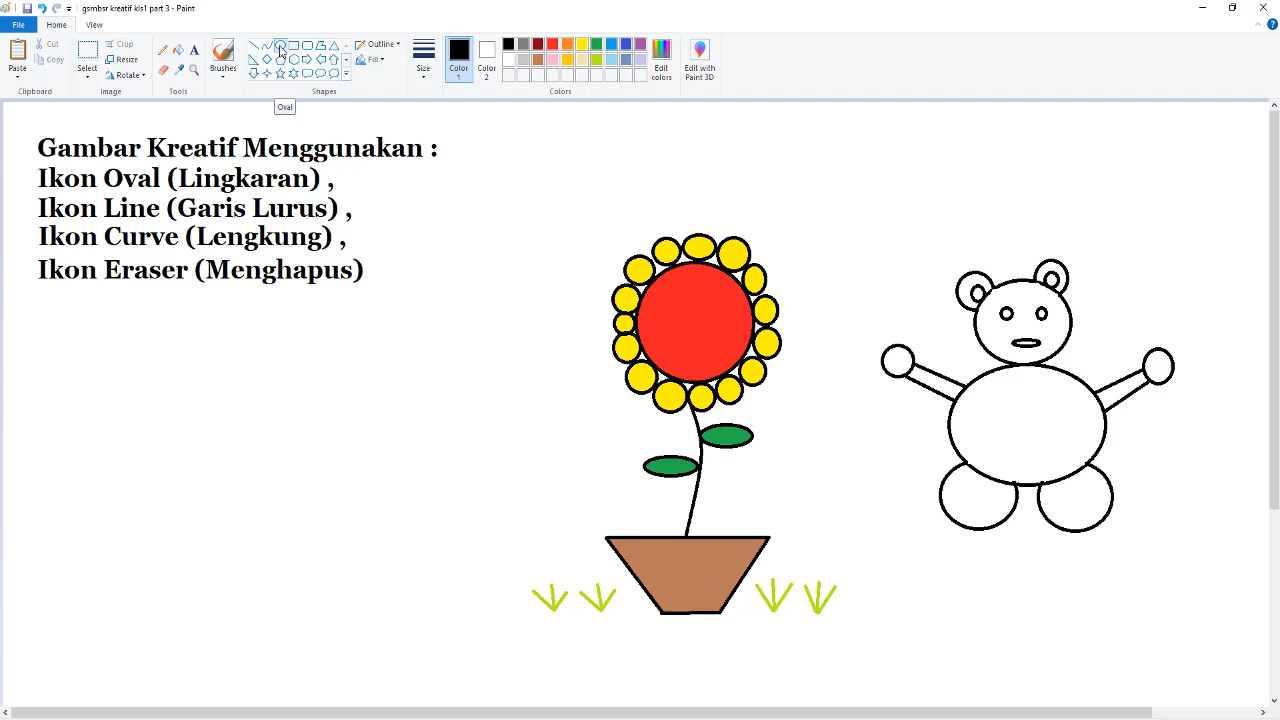 gsmbsr kreatif kls1 part 3 - Paint
File Home View
Paste
Cut
Copy
Clipboard
Select
Crop
Resize
Rotate
Image
Tools
Brushes
Shapes
Outline
Fill
Size
Color 1
Color 2
Edit colors
Edit with Paint 3D
Colors
Oval
Gambar Kreatif Menggunakan :
Ikon Oval (Lingkaran) ,
Ikon Line (Garis Lurus) ,
Ikon Curve (Lengkung) ,
Ikon Eraser (Menghapus)